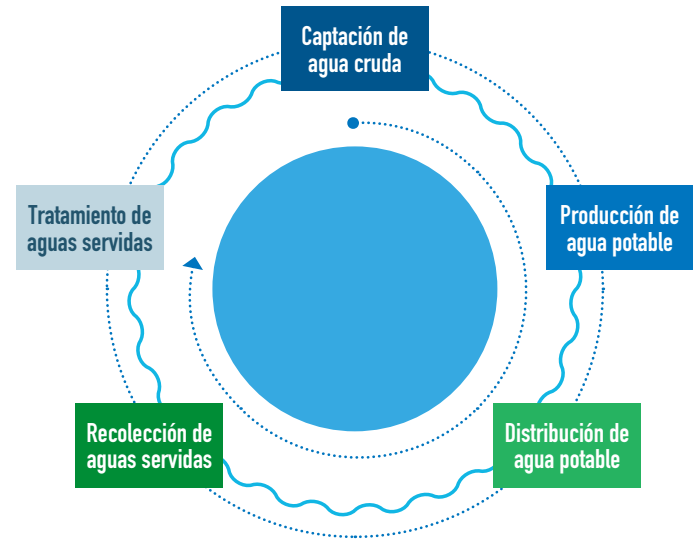 Captación de
agua cruda
Producción de
agua potable
Distribución de
agua potable
Recolección de
aguas servidas
Tratamiento de
aguas servidas